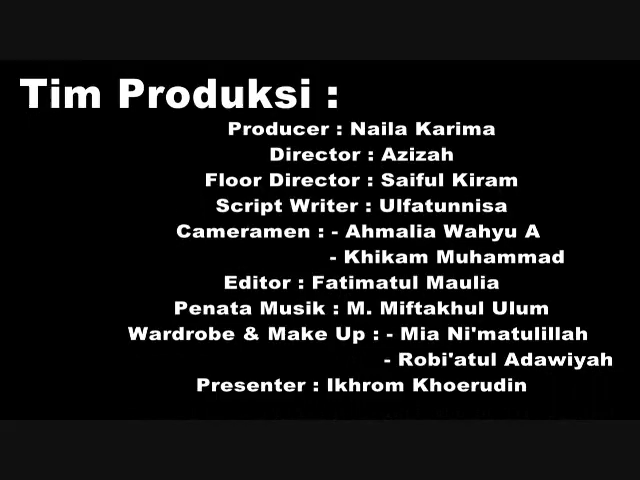 Tim Produksi :
Producer : Naila Karima
Director : Azizah
Floor Director : Saiful Kiram
Script Writer : Ulfatunnisa
Cameramen : - Ahmalia Wahyu A
- Khikam Muhammad
Editor : Fatimatul Maulia
Penata Musik : M. Miftakhul Ulum
Wardrobe & Make Up : - Mia Ni'matulillah
- Robi'atul Adawiyah
Presenter : Ikhrom Khoerudin